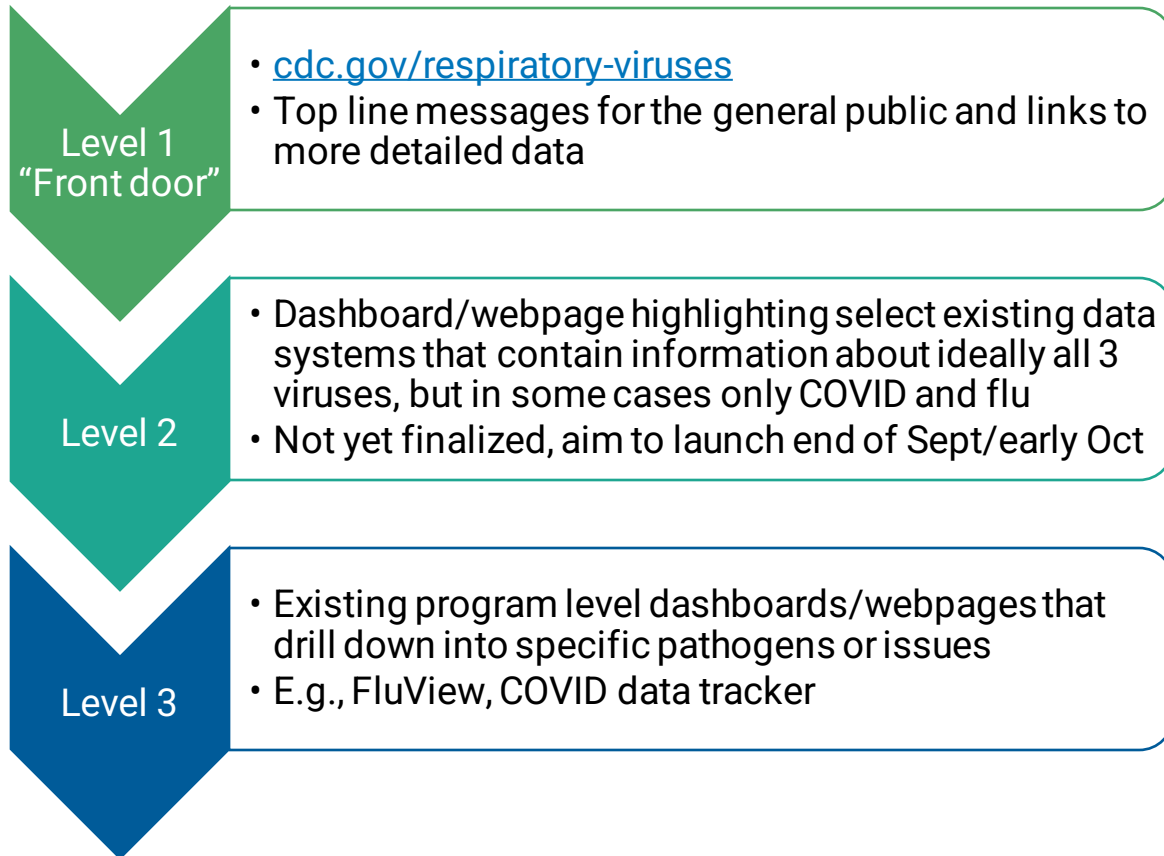 Level 1
“Front door”
• cdc.gov/respiratory-viruses
• Top line messages for the general public and links to
more detailed data
Level 2
• Dashboard/webpage highlighting select existing data
systems that contain information about ideally all 3
viruses, but in some cases only COVID and flu
• Not yet finalized, aim to launch end of Sept/early Oct
Level 3
• Existing program level dashboards/webpages that
drill down into specific pathogens or issues
• E.g., FluView, COVID data tracker